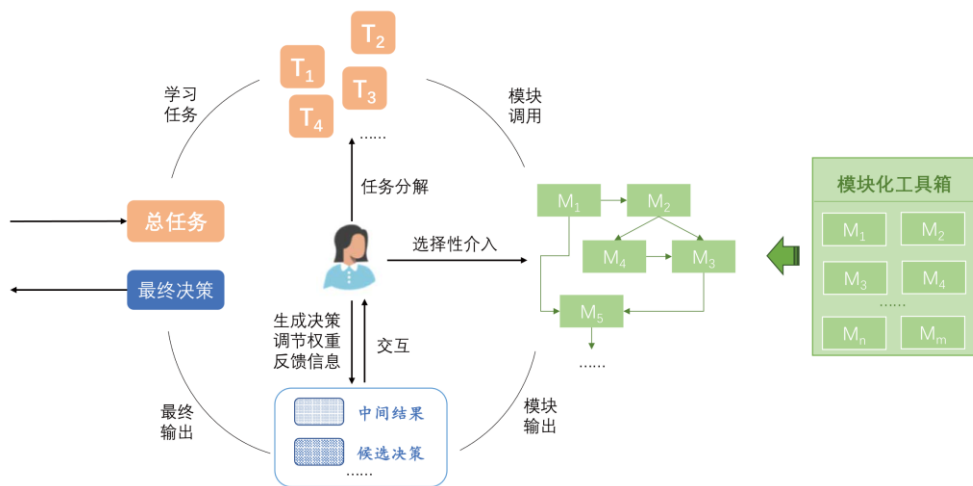 T₂
T₁
T₃
T₄
……
学习
任务
模块
调用
任务分解
总任务
最终决策
选择性介入
生成决策
调节权重
反馈信息
交互
M₁
M₂
M₄
M₃
M₅
……
模块化工具箱
M₁
M₂
M₃
M₄
……
Mₙ
Mₘ
最终
输出
中间结果
候选决策
……
模块
输出